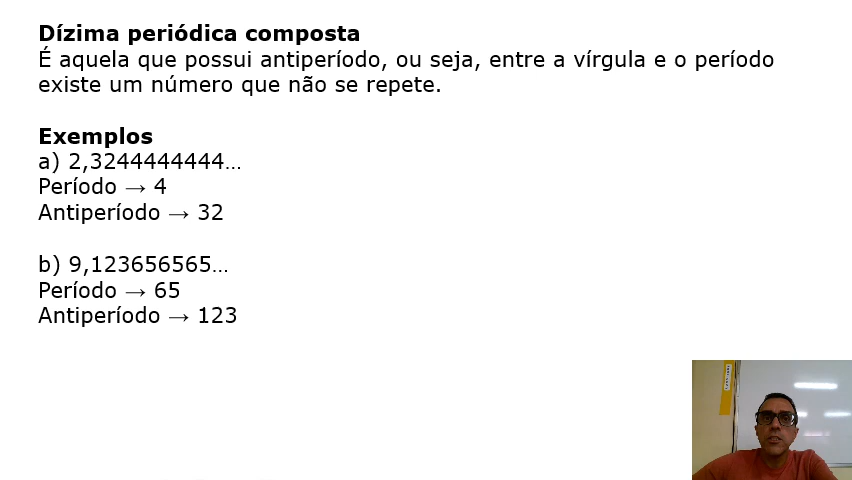 Dízima periódica composta
É aquela que possui antiperíodo, ou seja, entre a vírgula e o período
existe um número que não se repete.
Exemplos
a) 2,3244444444...
Período → 4
Antiperíodo → 32
b) 9,123656565...
Período → 65
Antiperíodo → 123